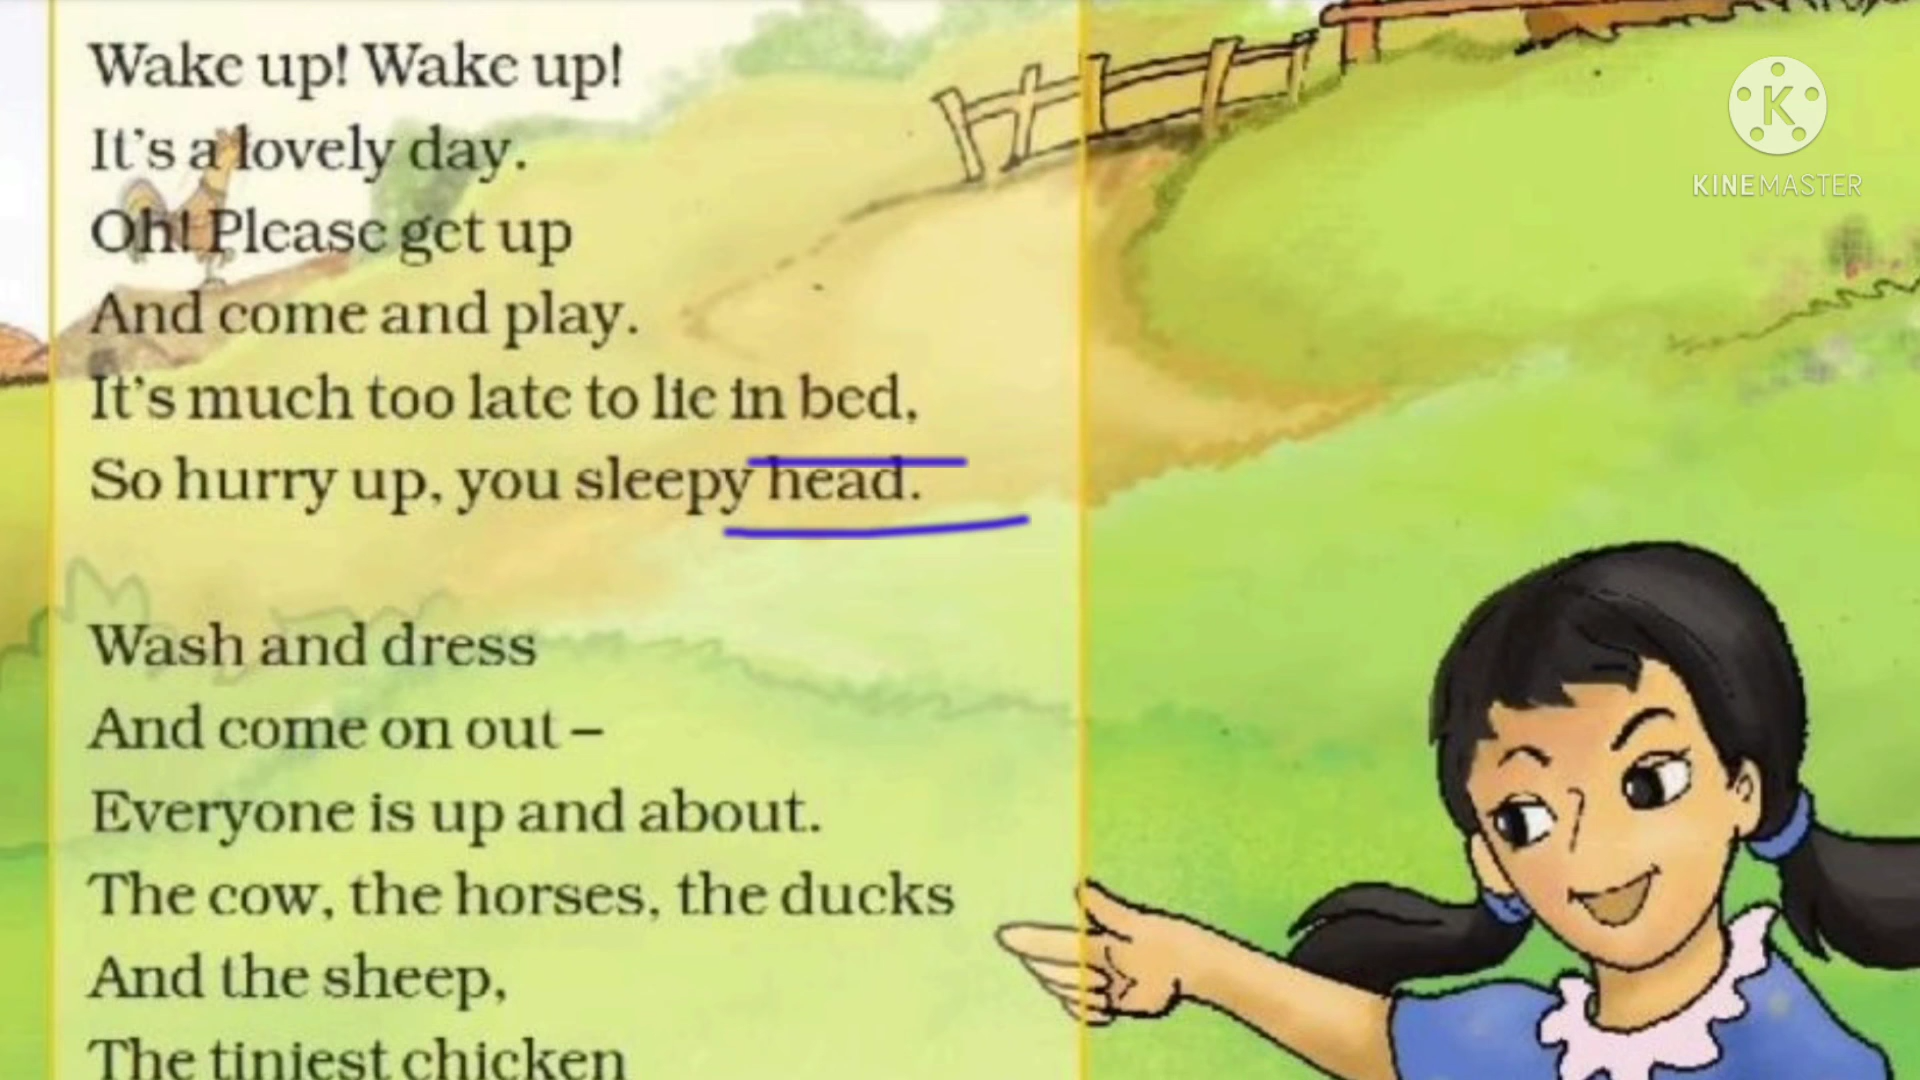 Wake up! Wake up!
It's a lovely day.
Oh! Please get up
And come and play.
It's much too late to lie in bed,
So hurry up, you sleepy head.
Wash and dress
And come on out –
Everyone is up and about.
The cow, the horses, the ducks
And the sheep,
The tiniest chicken
K
KINEMASTER